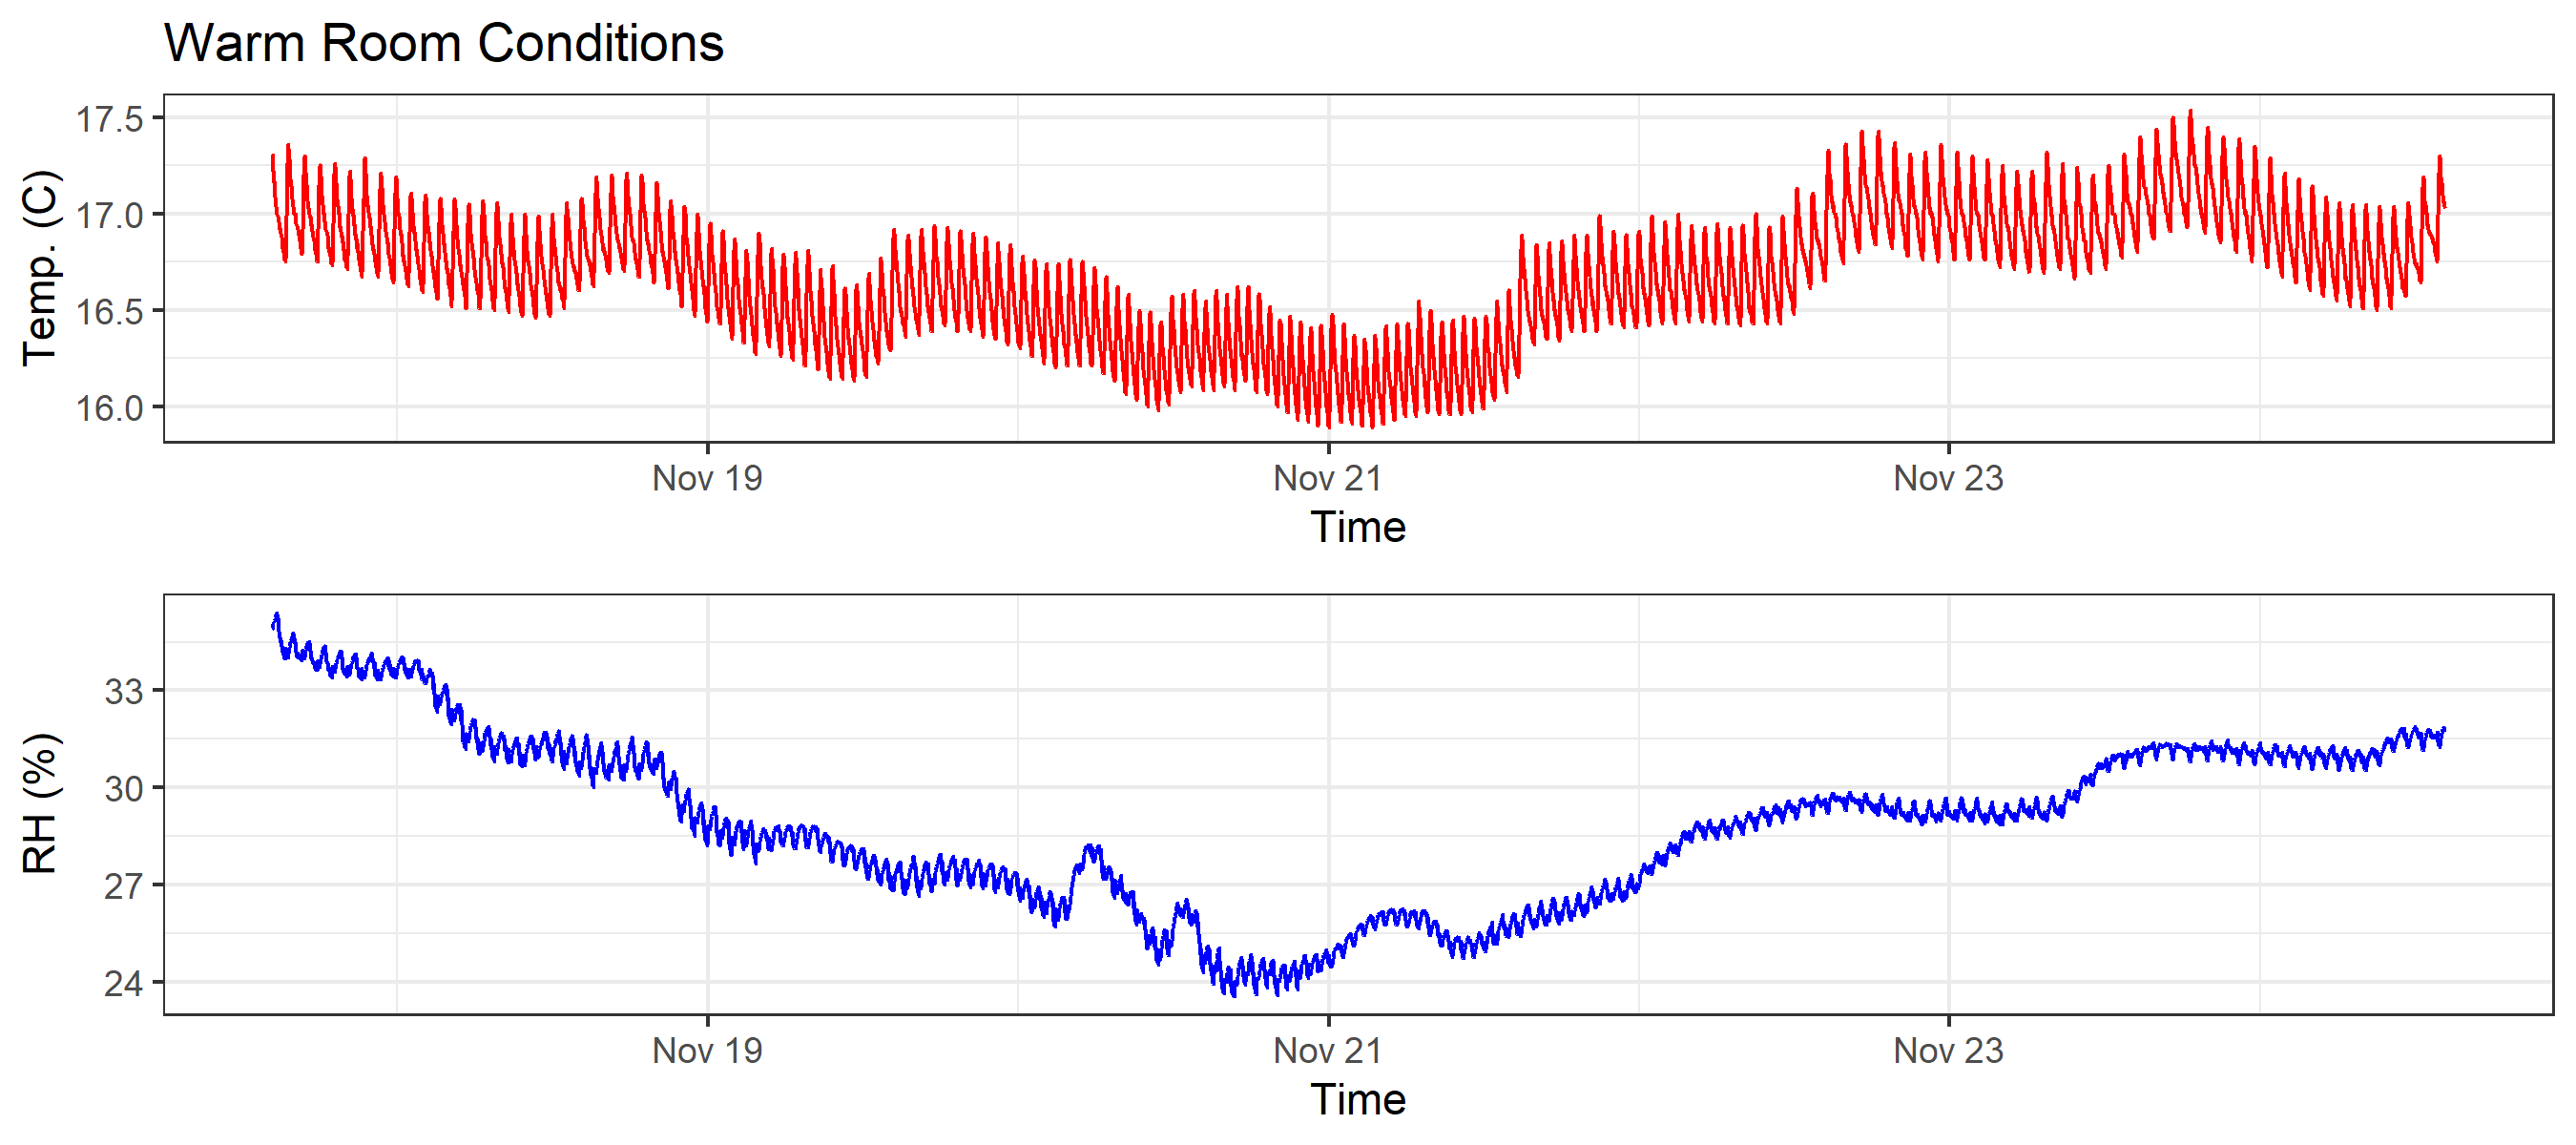 Warm Room Conditions
Temp. (C)
17.5
17.0
16.5
16.0
Nov 19 Nov 21 Nov 23
Time
RH (%)
33
30
27
24
Nov 19 Nov 21 Nov 23
Time